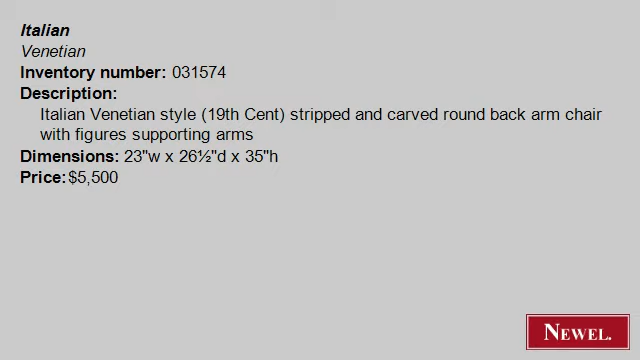 Italian
Venetian
Inventory number: 031574
Description:
Italian Venetian style (19th Cent) stripped and carved round back arm chair
with figures supporting arms
Dimensions: 23"w x 26½"d x 35"h
Price:$5,500
NEWEL.